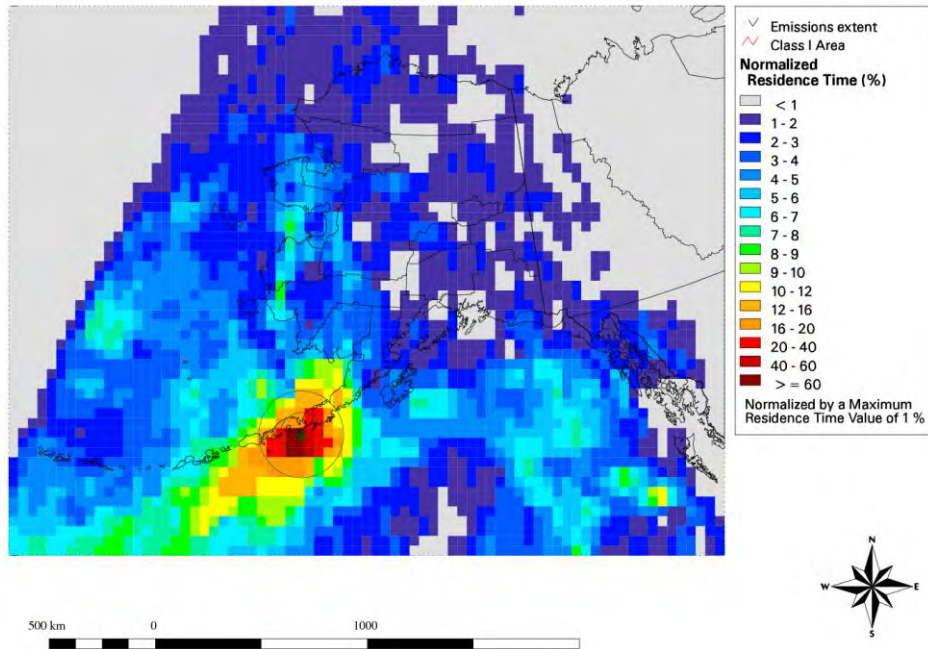 Emissions extent
Class I Area
Normalized
Residence Time (%)
< 1
1 - 2
2 - 3
3 - 4
4 - 5
5 - 6
6 - 7
7 - 8
8 - 9
9 - 10
10 - 12
12 - 16
16 - 20
20 - 40
40 - 60
> = 60
Normalized by a Maximum
Residence Time Value of 1 %
N
W E
S
500 km 0 1000